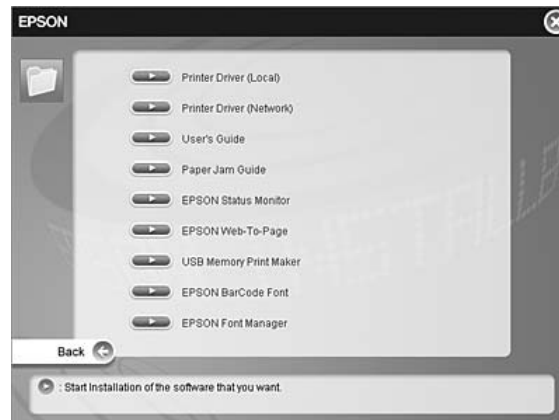 EPSON
Printer Driver (Local)
Printer Driver (Network)
User's Guide
Paper Jam Guide
EPSON Status Monitor
EPSON Web-To-Page
USB Memory Print Maker
EPSON BarCode Font
EPSON Font Manager
Back
: Start Installation of the software that you want.